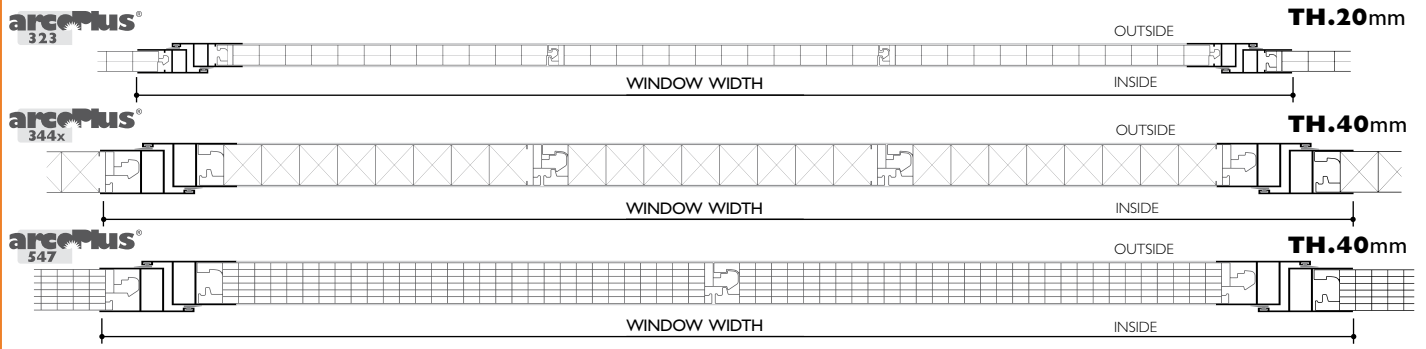 arcoPlus®
323
OUTSIDE
TH.20mm
WINDOW WIDTH
INSIDE
arcoPlus®
344x
OUTSIDE
TH.40mm
WINDOW WIDTH
INSIDE
arcoPlus®
547
OUTSIDE
TH.40mm
WINDOW WIDTH
INSIDE